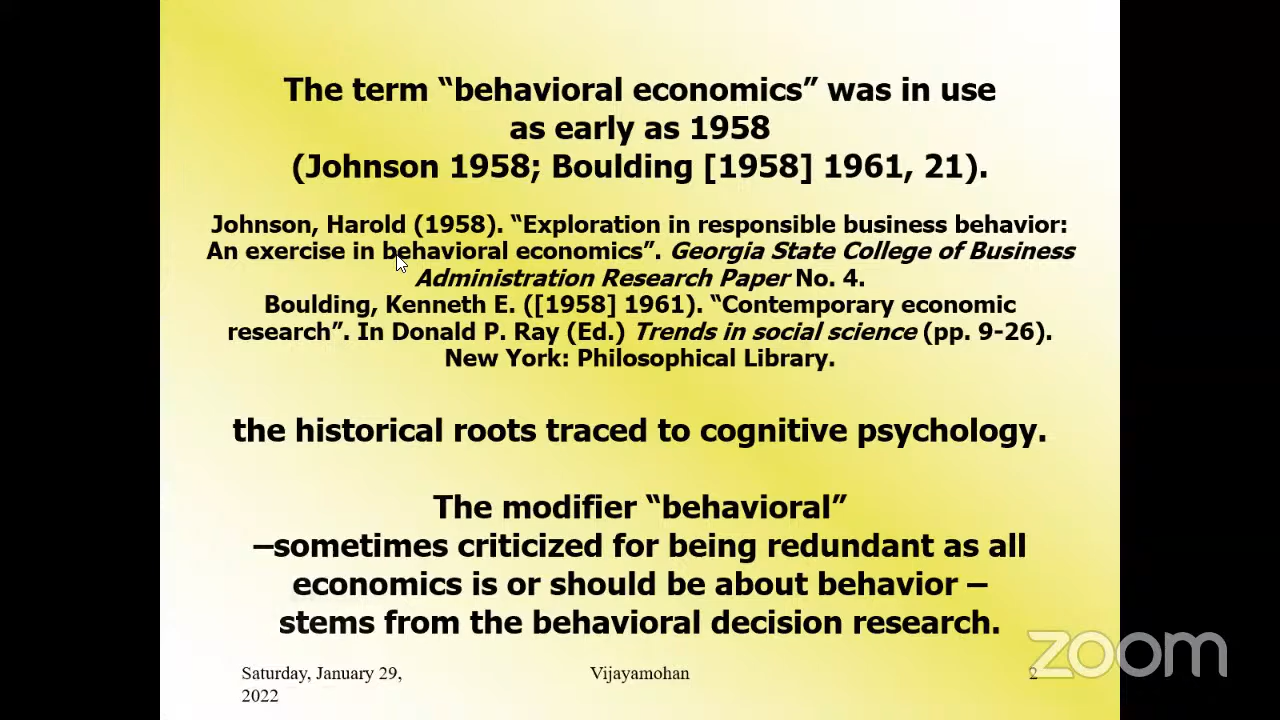 The term “behavioral economics” was in use
as early as 1958
(Johnson 1958; Boulding [1958] 1961, 21).
Johnson, Harold (1958). “Exploration in responsible business behavior:
An exercise in behavioral economics”. Georgia State College of Business
Administration Research Paper No. 4.
Boulding, Kenneth E. ([1958] 1961). “Contemporary economic
research”. In Donald P. Ray (Ed.) Trends in social science (pp. 9-26).
New York: Philosophical Library.
the historical roots traced to cognitive psychology.
The modifier “behavioral”
–sometimes criticized for being redundant as all
economics is or should be about behavior –
stems from the behavioral decision research.
Saturday, January 29,
2022
Vijayamohan
2
zoom